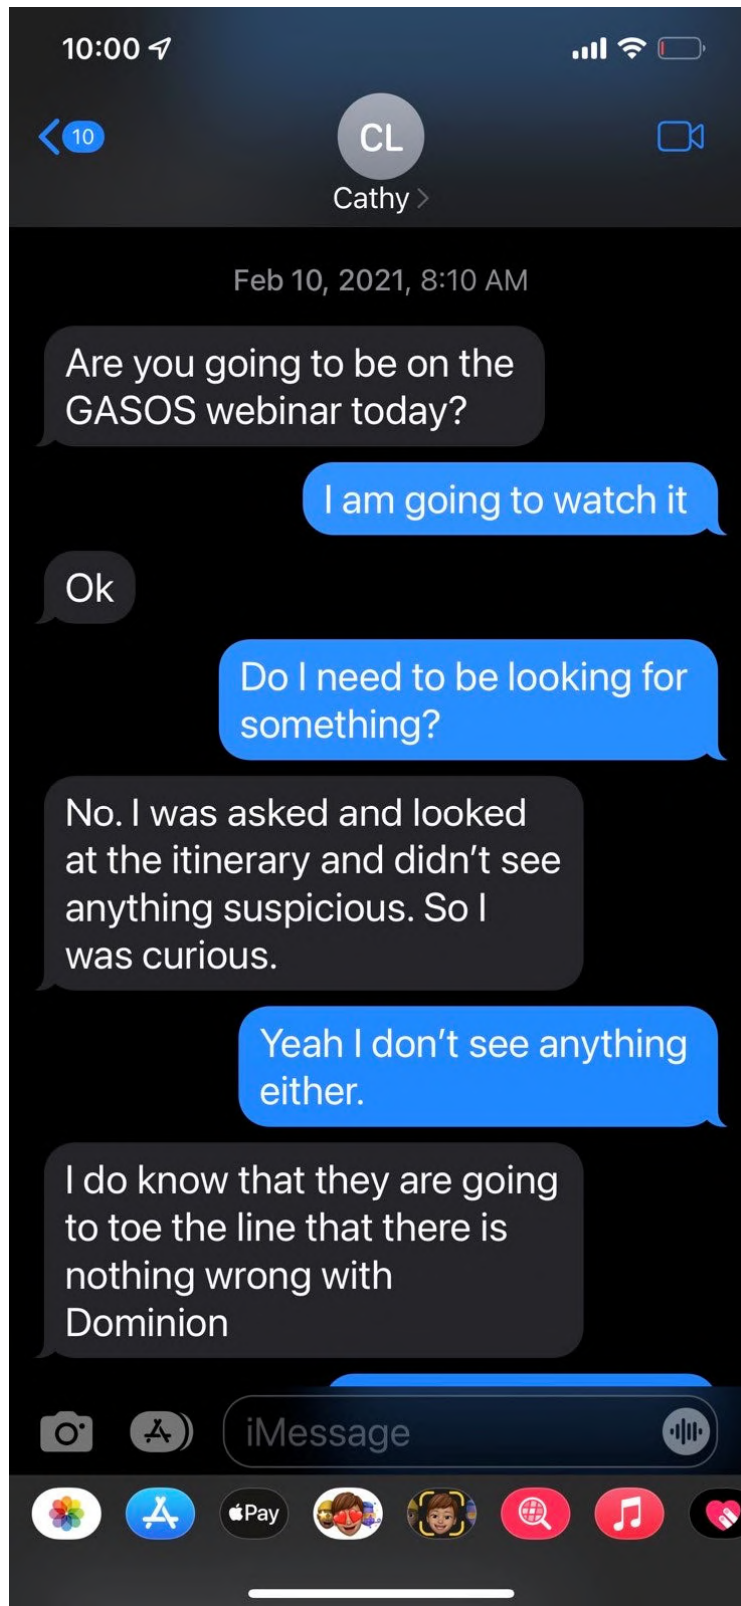 10:00
10
CL
Cathy
Feb 10, 2021, 8:10 AM
Are you going to be on the
GASOS webinar today?
I am going to watch it
Ok
Do I need to be looking for
something?
No. I was asked and looked
at the itinerary and didn't see
anything suspicious. So I
was curious.
Yeah I don't see anything
either.
I do know that they are going
to toe the line that there is
nothing wrong with
Dominion
iMessage
Pay